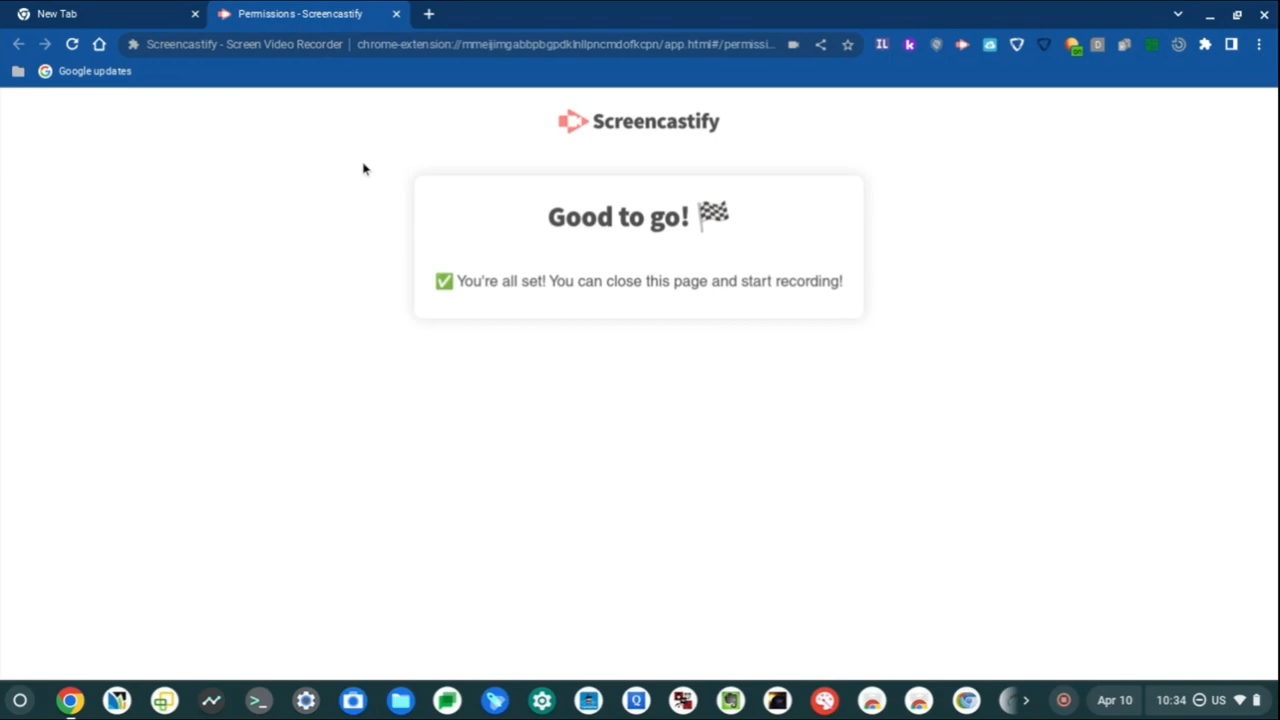 New Tab
Permissions - Screencastify
Screencastify - Screen Video Recorder | chrome-extension://mmeijimgabbpbgpdklnllpncmdofkcpn/app.html#/permissi...
IL
k
D
Google updates
Screencastify
Good to go!
You're all set! You can close this page and start recording!
Q
Apr 10
10:34
US